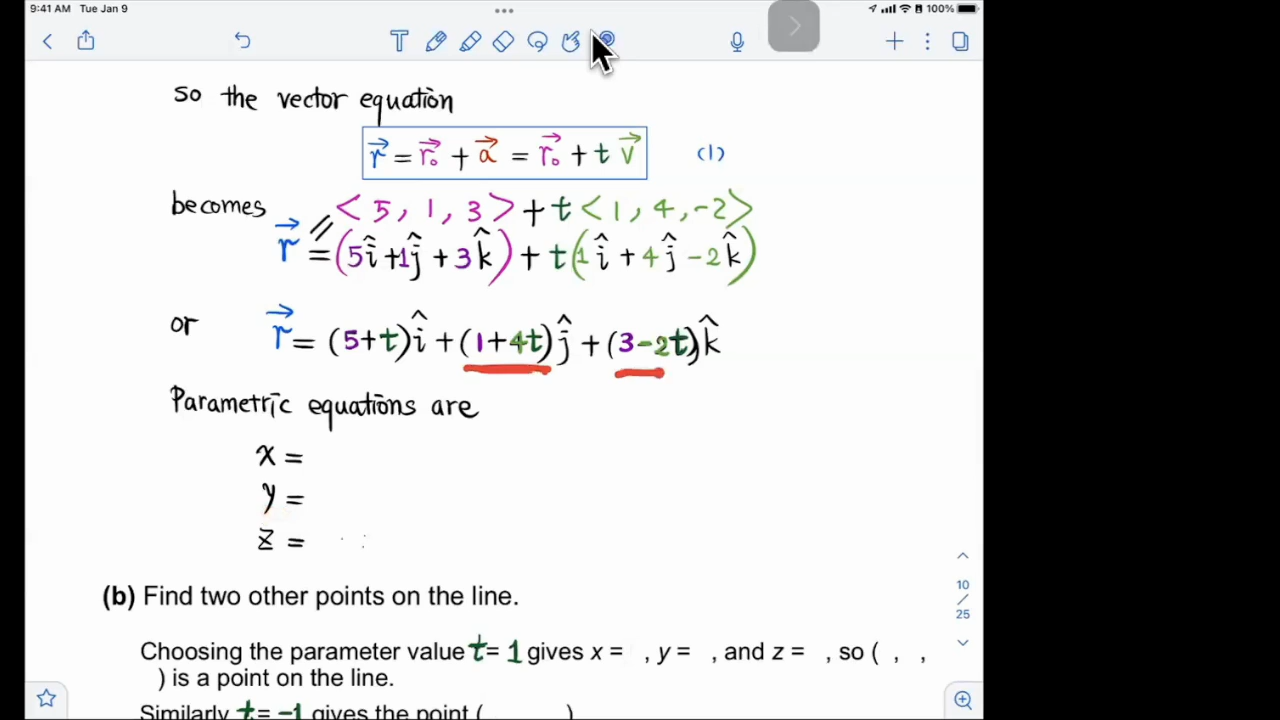 9:41 AM Tue Jan 9
100%
so the vector equation
r⃗ = r⃗₀ + a⃗ = r⃗₀ + t v⃗ (1)
becomes < 5, 1, 3 > + t < 1, 4, -2 >
r⃗ = (5î + 1ĵ + 3k̂) + t(1î + 4ĵ - 2k̂)
or r⃗ = (5+t)î + (1+4t)ĵ + (3-2t)k̂
Parametric equations are
x =
y =
z =
(b) Find two other points on the line.
10
/
25
Choosing the parameter value t = 1 gives x = , y = , and z = , so ( , ,
) is a point on the line.
Similarly t = -1 gives the point ( )